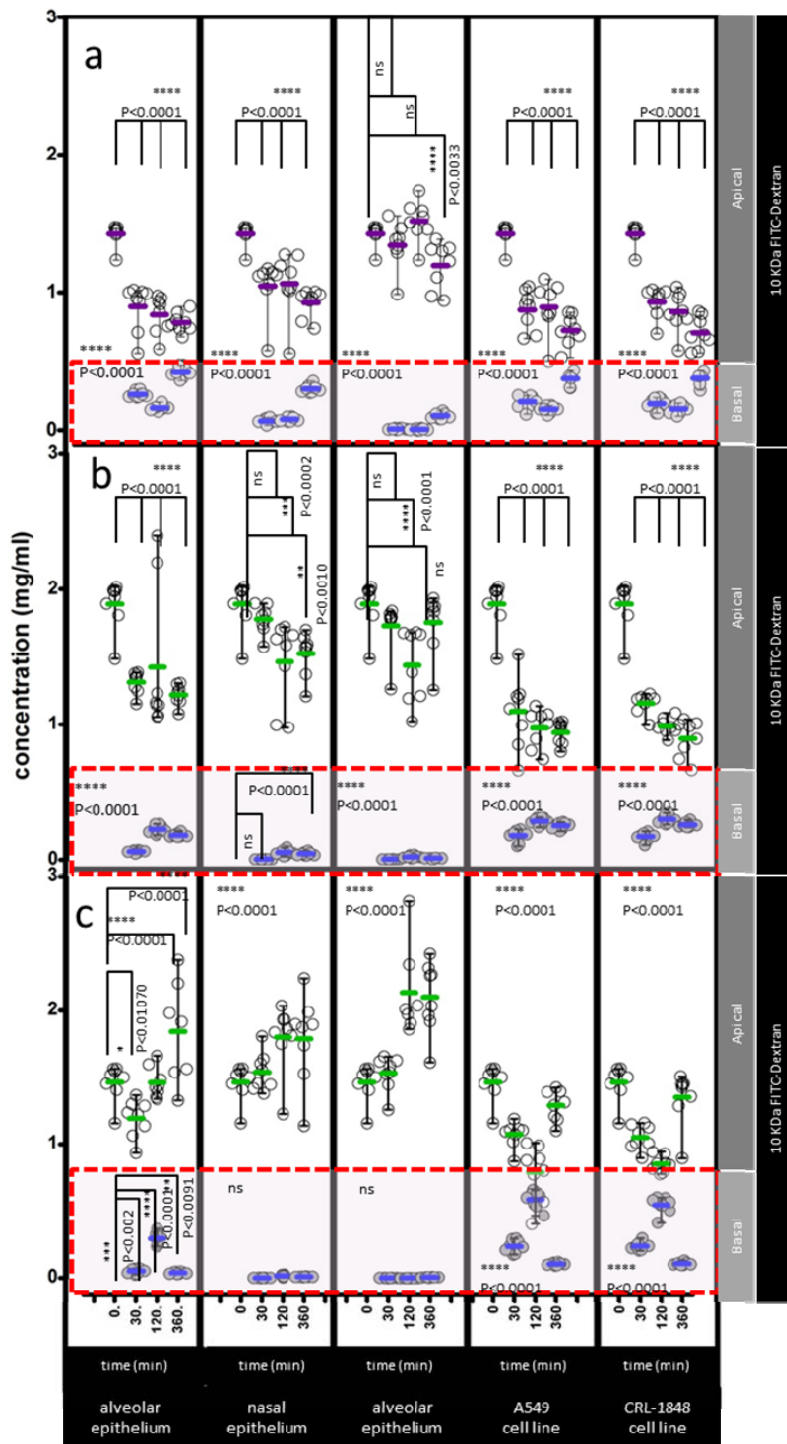 3
a
****
P<0.0001
****
P<0.0001
ns
ns
****
P<0.0033
****
P<0.0001
****
P<0.0001
2
1
****
P<0.0001
****
P<0.0001
****
P<0.0001
****
P<0.0001
****
P<0.0001
0
Apical
Basal
10 KDa FITC-Dextran
3
b
****
P<0.0001
ns
***
P<0.0002
**
P<0.0010
****
P<0.0001
ns
****
P<0.0001
****
P<0.0001
2
1
****
P<0.0001
****
P<0.0001
ns
****
P<0.0001
****
P<0.0001
****
P<0.0001
0
Apical
Basal
10 KDa FITC-Dextran
concentration (mg/ml)
3
c
****
P<0.0001
****
P<0.0001
*
P<0.01070
****
P<0.0001
****
P<0.0001
****
P<0.0001
****
P<0.0001
2
1
***
P<0.002
****
P<0.0001
**
P<0.0091
ns
ns
****
P<0.0001
****
P<0.0001
0
Apical
Basal
10 KDa FITC-Dextran
0. 30. 120. 360. 0 30 120 360 0 30 120 360 0 30 120 360 0 30 120 360
time (min) time (min) time (min) time (min) time (min)
alveolar epithelium
nasal epithelium
alveolar epithelium
A549 cell line
CRL-1848 cell line